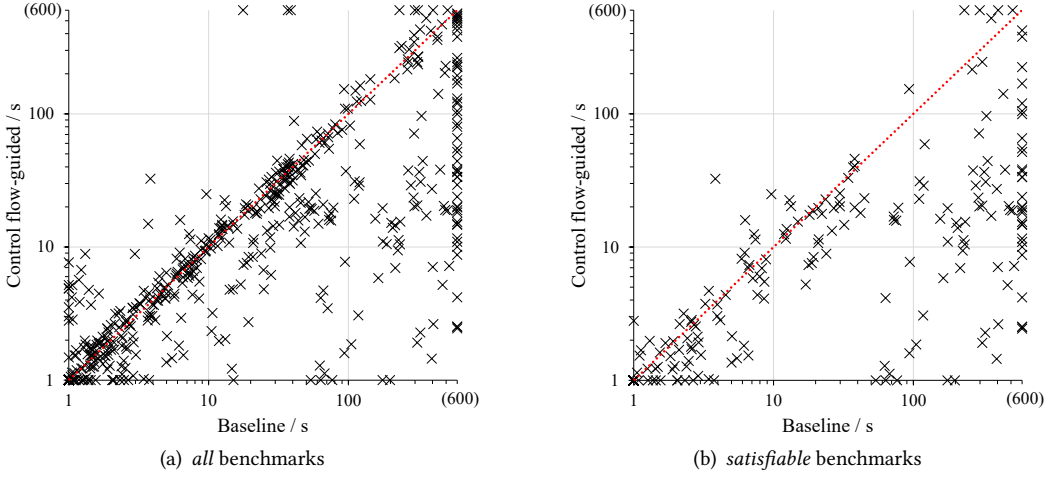 (600)
100
10
1
Control flow-guided / s
1
10
100
(600)
Baseline / s
(a) all benchmarks
(600)
100
10
1
Control flow-guided / s
1
10
100
(600)
Baseline / s
(b) satisfiable benchmarks